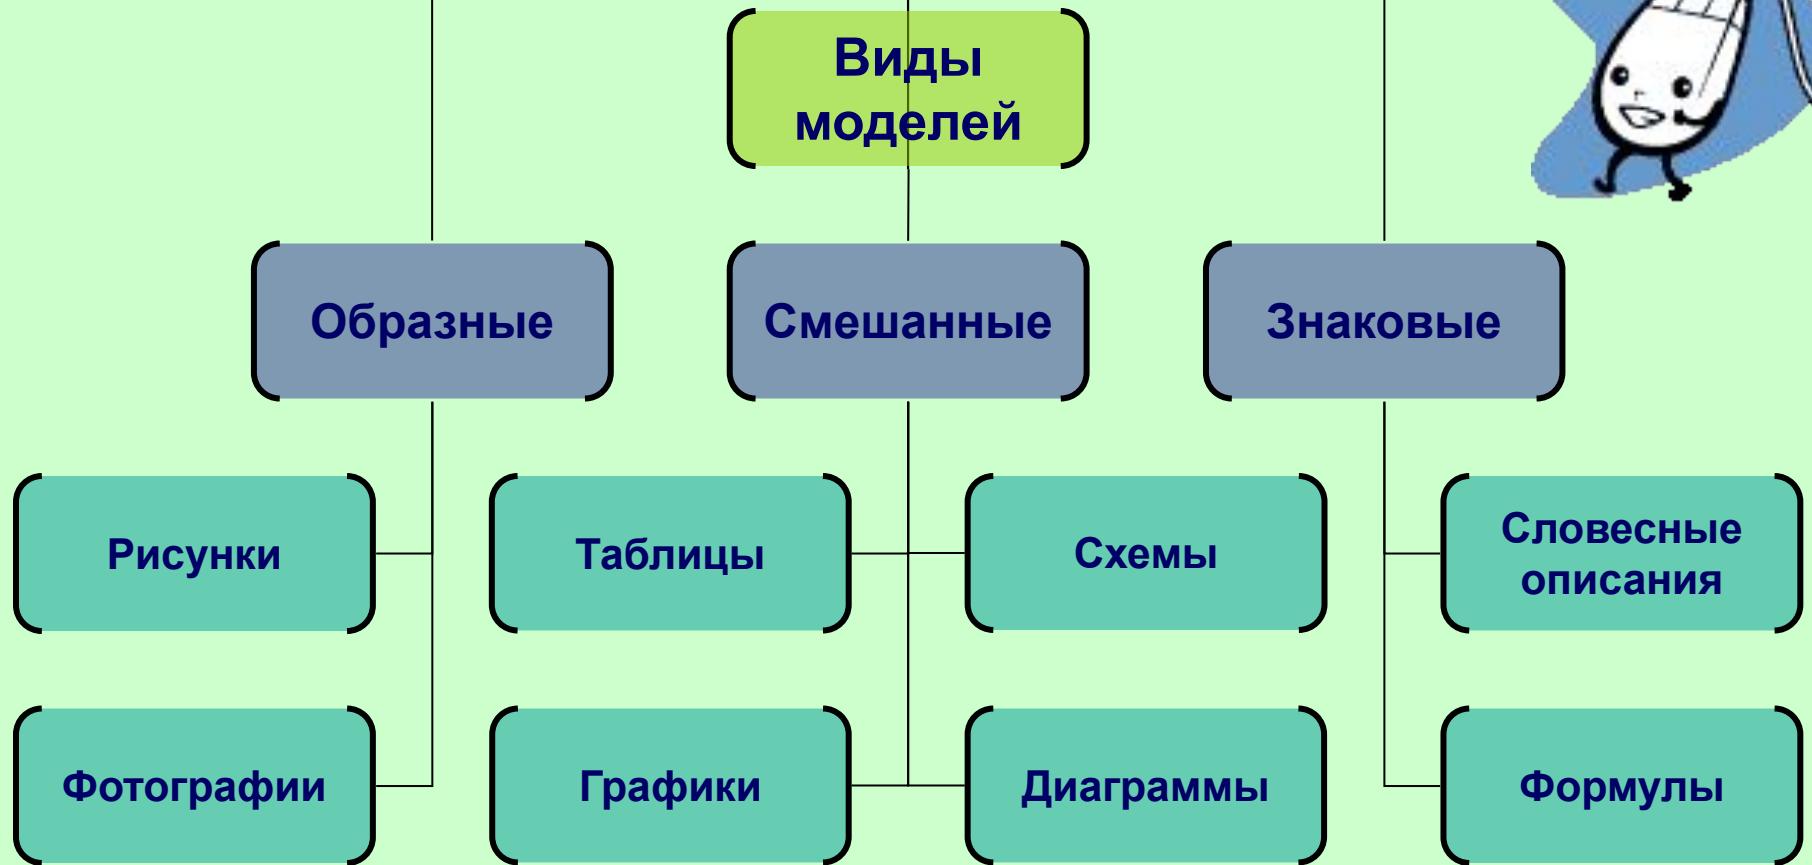 Виды
моделей
Образные
Смешанные
Знаковые
Рисунки
Таблицы
Схемы
Словесные
описания
Фотографии
Графики
Диаграммы
Формулы